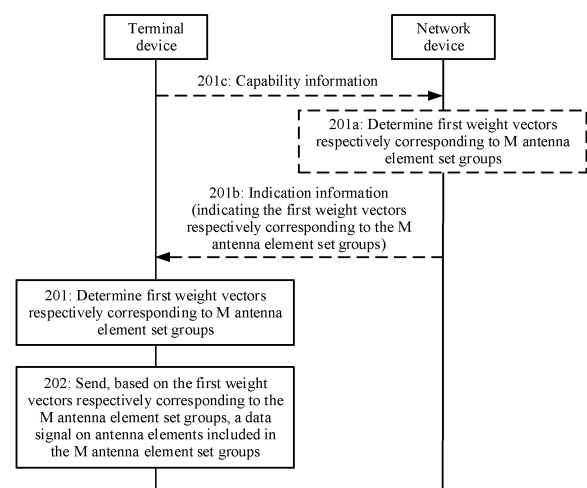 Terminal
device
Network
device
201c: Capability information
201a: Determine first weight vectors
respectively corresponding to M antenna
element set groups
201b: Indication information
(indicating the first weight vectors
respectively corresponding to the M
antenna element set groups)
201: Determine first weight vectors
respectively corresponding to M antenna
element set groups
202: Send, based on the first weight
vectors respectively corresponding to the
M antenna element set groups, a data
signal on antenna elements included in
the M antenna element set groups